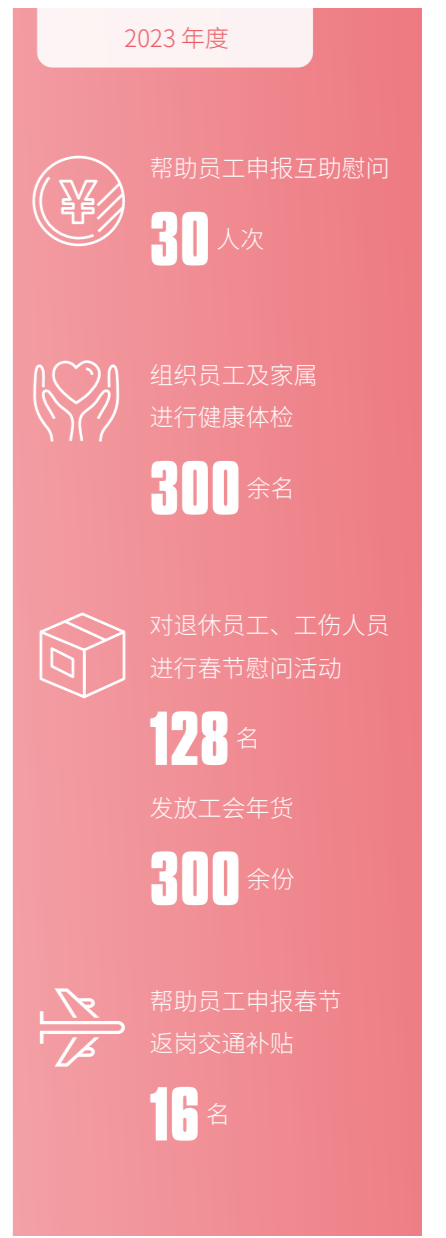 2023 年度
帮助员工申报互助慰问
30 人次
组织员工及家属
进行健康体检
300 余名
对退休员工、工伤人员
进行春节慰问活动
128 名
发放工会年货
300 余份
帮助员工申报春节
返岗交通补贴
16 名